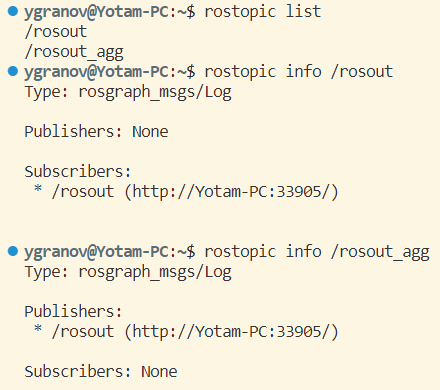 ygranov@Yotam-PC:~$ rostopic list
/rosout
/rosout_agg
ygranov@Yotam-PC:~$ rostopic info /rosout
Type: rosgraph_msgs/Log
Publishers: None
Subscribers:
* /rosout (http://Yotam-PC:33905/)
ygranov@Yotam-PC:~$ rostopic info /rosout_agg
Type: rosgraph_msgs/Log
Publishers:
* /rosout (http://Yotam-PC:33905/)
Subscribers: None